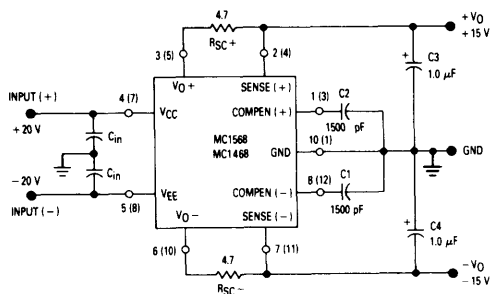 4.7
+VO
+15 V
RSC+
3 (5)
2 (4)
VO+
SENSE (+)
C3
1.0 μF
+
INPUT (+)
4 (7)
VCC
COMPEN (+)
1 (3)
C2
1500 pF
+20 V
Cin
MC1568
MC1468
GND
10 (1)
GND
Cin
8 (12)
C1
COMPEN (−)
1500 pF
−20 V
VEE
INPUT (−)
5 (8)
VO−
SENSE (−)
+
C4
1.0 μF
6 (10)
7 (11)
4.7
RSC−
−VO
−15 V